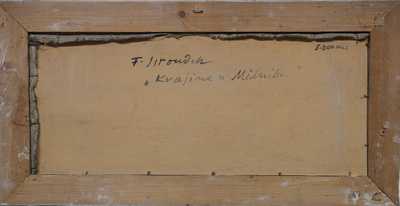 F. Jiroudek
„Krajina u Mělníka"